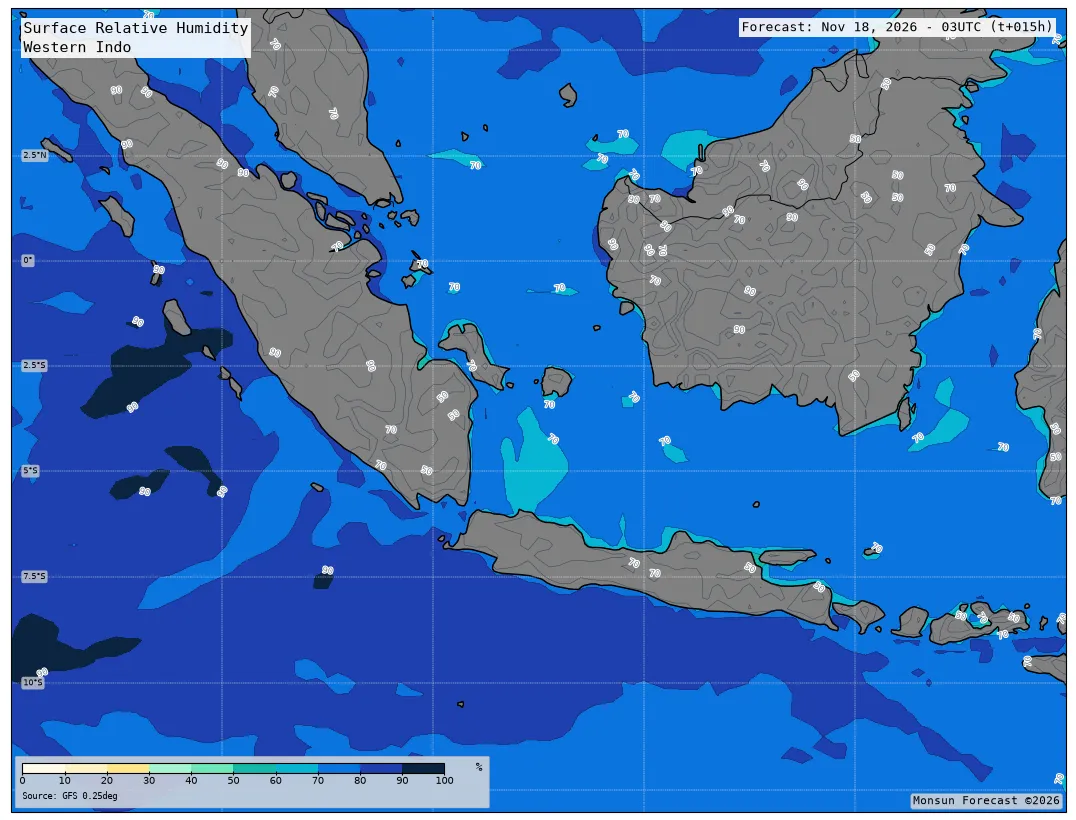 Surface Relative Humidity
Western Indo
Forecast: Nov 18, 2026 - 03UTC (t+015h)
2.5°N
0°
2.5°S
5°S
7.5°S
10°S
%
0 10 20 30 40 50 60 70 80 90 100
Source: GFS 0.25deg
Monsun Forecast ©2026